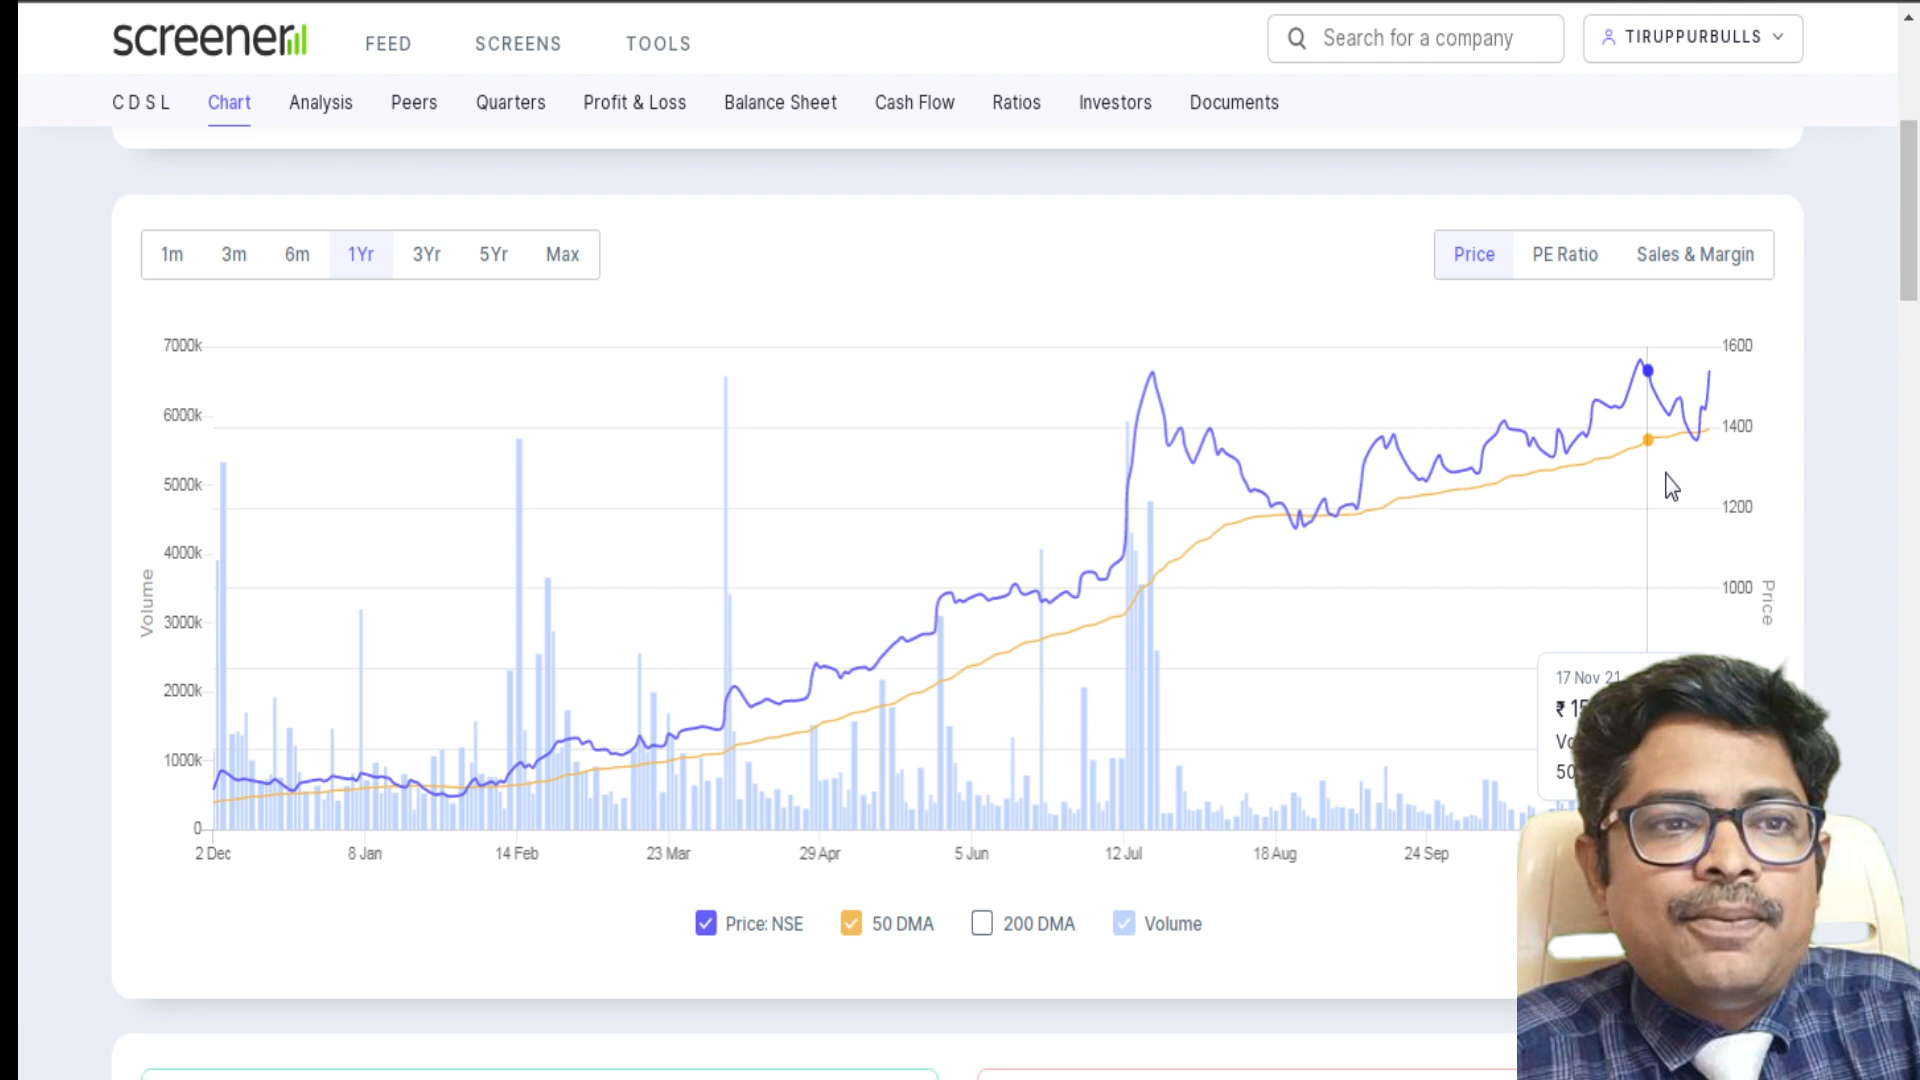 screener
FEED SCREENS TOOLS
Search for a company
TIRUPPURBULLS
C D S L Chart Analysis Peers Quarters Profit & Loss Balance Sheet Cash Flow Ratios Investors Documents
1m 3m 6m 1Yr 3Yr 5Yr Max
Price PE Ratio Sales & Margin
7000k 1600
6000k 1400
5000k 1200
4000k 1000
3000k
2000k
1000k
0
Volume
Price
17 Nov 21
2 Dec 8 Jan 14 Feb 23 Mar 29 Apr 5 Jun 12 Jul 18 Aug 24 Sep
Price: NSE 50 DMA 200 DMA Volume